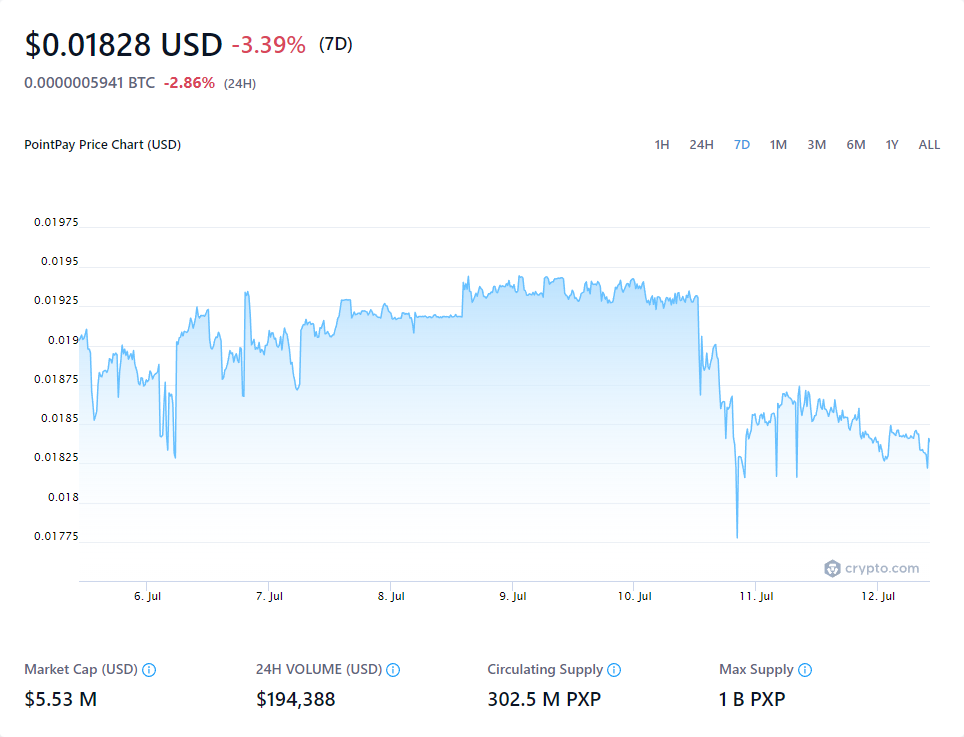 $0.01828 USD -3.39% (7D)
0.0000005941 BTC -2.86% (24H)
PointPay Price Chart (USD) 1H 24H 7D 1M 3M 6M 1Y ALL
0.01975
0.0195
0.01925
0.019
0.01875
0.0185
0.01825
0.018
0.01775
crypto.com
6. Jul 7. Jul 8. Jul 9. Jul 10. Jul 11. Jul 12. Jul
Market Cap (USD) 24H VOLUME (USD) Circulating Supply Max Supply
$5.53 M $194,388 302.5 M PXP 1 B PXP